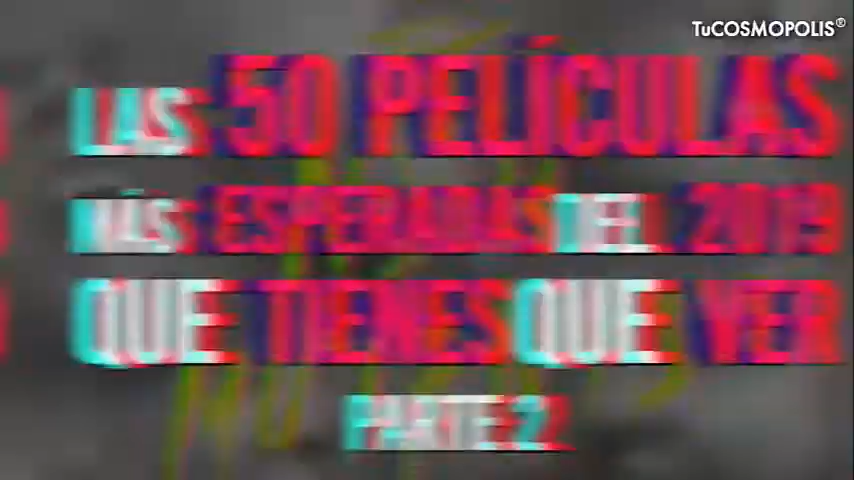 TuCOSMOPOLIS®
LAS 50 PELÍCULAS
MÁS ESPERADAS DEL 2019
QUE TIENES QUE VER
PARTE 2